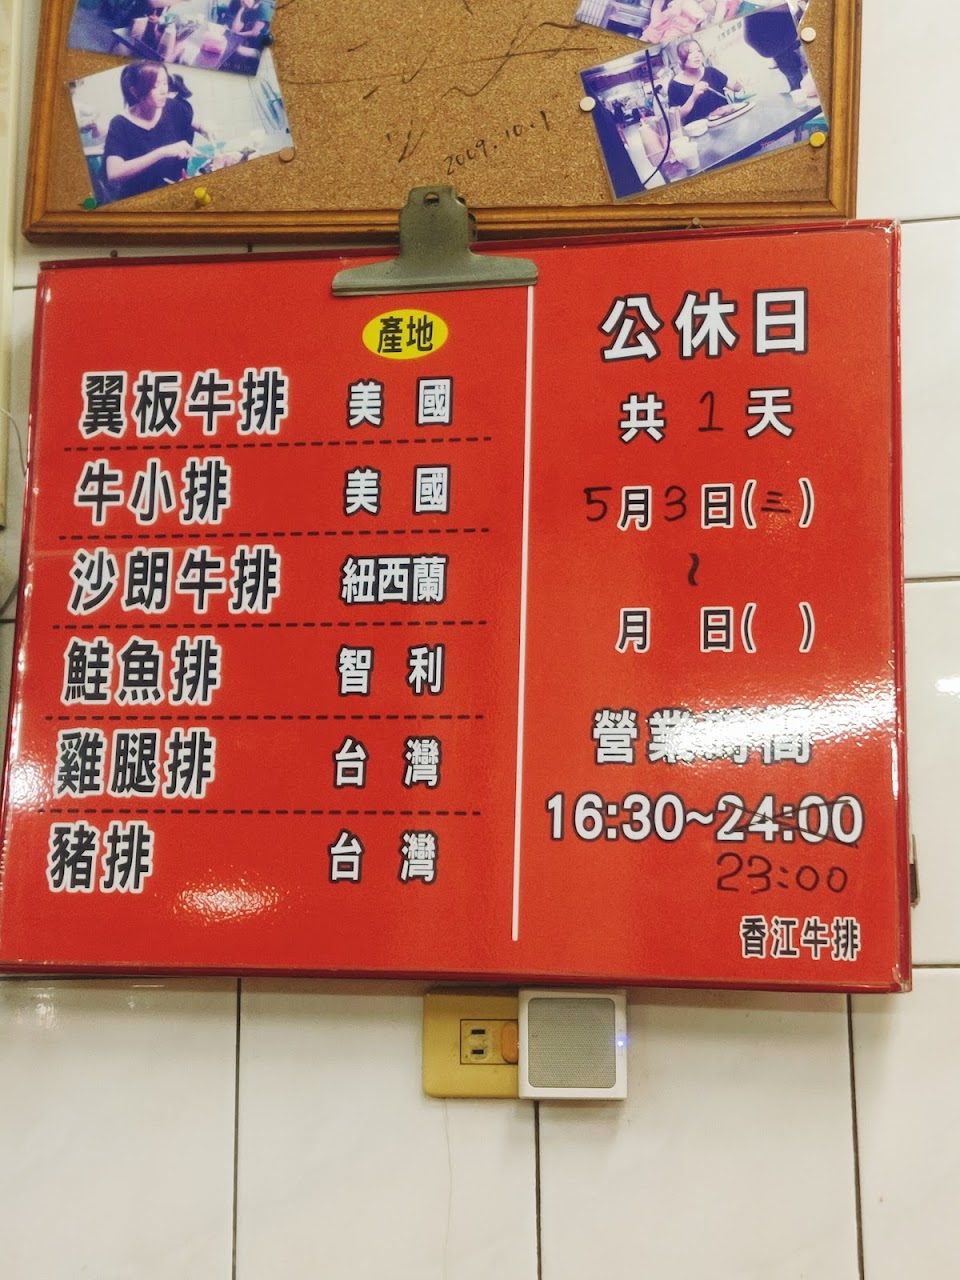 2009.10.1
產地
翼板牛排 美國
牛小排 美國
沙朗牛排 紐西蘭
鮭魚排 智利
雞腿排 台灣
豬排 台灣
公休日
共1天
5月3日(三)
~
月 日( )
營業時間
16:30~24:00
23:00
香江牛排